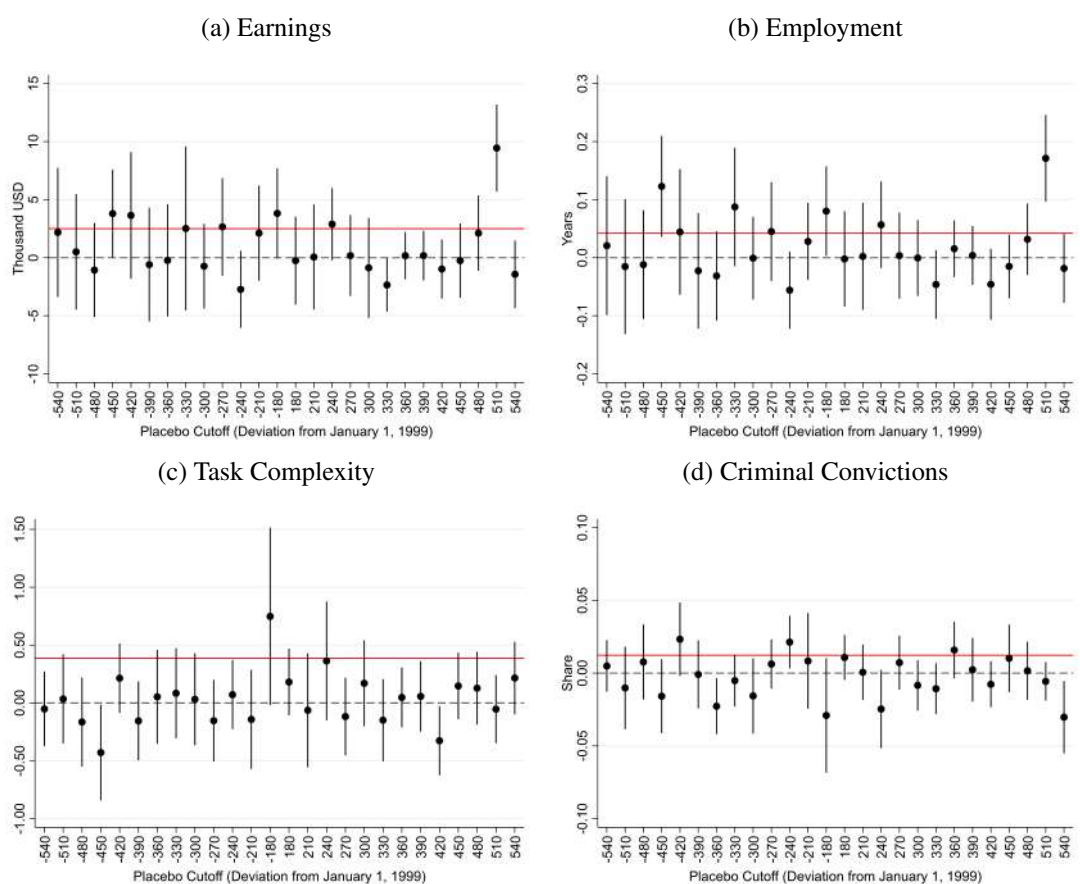 (a) Earnings
(b) Employment
Thousand USD
15
10
5
0
-5
-10
-540 -510 -480 -450 -420 -390 -360 -330 -300 -270 -240 -210 -180 180 210 240 270 300 330 360 390 420 450 480 510 540
Placebo Cutoff (Deviation from January 1, 1999)
Years
0.3
0.2
0.1
0.0
-0.1
-0.2
-540 -510 -480 -450 -420 -390 -360 -330 -300 -270 -240 -210 -180 180 210 240 270 300 330 360 390 420 450 480 510 540
Placebo Cutoff (Deviation from January 1, 1999)
(c) Task Complexity
(d) Criminal Convictions
1.50
1.00
0.50
0.00
-0.50
-1.00
-540 -510 -480 -450 -420 -390 -360 -330 -300 -270 -240 -210 -180 180 210 240 270 300 330 360 390 420 450 480 510 540
Placebo Cutoff (Deviation from January 1, 1999)
Share
0.10
0.05
0.00
-0.05
-0.10
-540 -510 -480 -450 -420 -390 -360 -330 -300 -270 -240 -210 -180 180 210 240 270 300 330 360 390 420 450 480 510 540
Placebo Cutoff (Deviation from January 1, 1999)